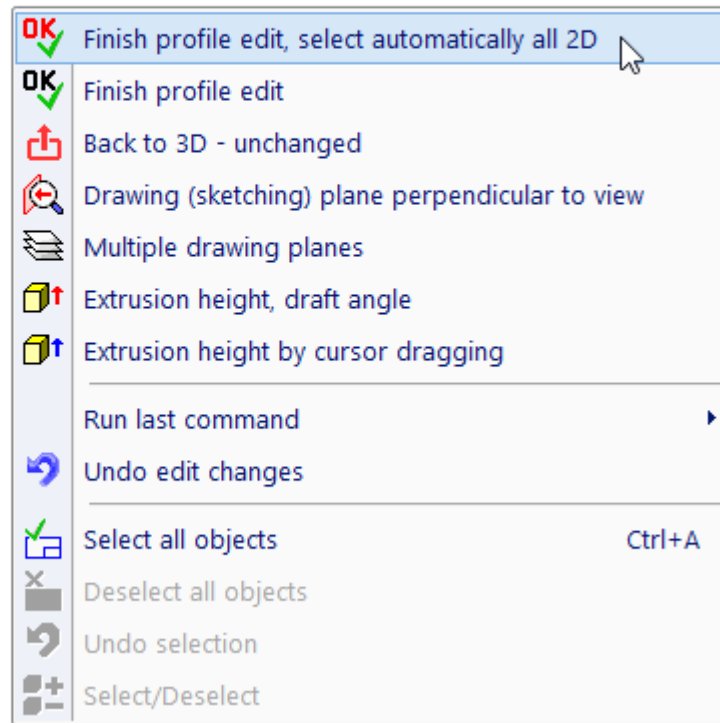 OK Finish profile edit, select automatically all 2D
OK Finish profile edit
Back to 3D - unchanged
Drawing (sketching) plane perpendicular to view
Multiple drawing planes
Extrusion height, draft angle
Extrusion height by cursor dragging
Run last command
Undo edit changes
Select all objects Ctrl+A
Deselect all objects
Undo selection
Select/Deselect